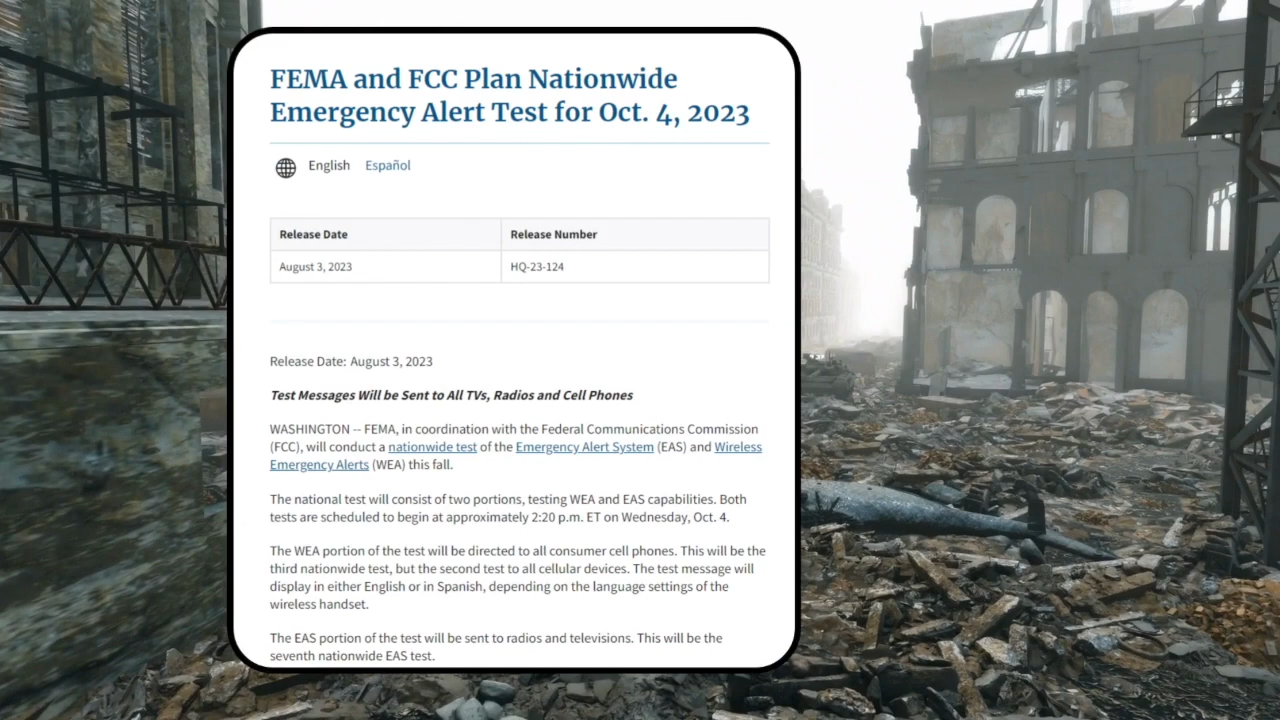 FEMA and FCC Plan Nationwide
Emergency Alert Test for Oct. 4, 2023
English Español
Release Date Release Number
August 3, 2023 HQ-23-124
Release Date: August 3, 2023
Test Messages Will be Sent to All TVs, Radios and Cell Phones
WASHINGTON -- FEMA, in coordination with the Federal Communications Commission
(FCC), will conduct a nationwide test of the Emergency Alert System (EAS) and Wireless
Emergency Alerts (WEA) this fall.
The national test will consist of two portions, testing WEA and EAS capabilities. Both
tests are scheduled to begin at approximately 2:20 p.m. ET on Wednesday, Oct. 4.
The WEA portion of the test will be directed to all consumer cell phones. This will be the
third nationwide test, but the second test to all cellular devices. The test message will
display in either English or in Spanish, depending on the language settings of the
wireless handset.
The EAS portion of the test will be sent to radios and televisions. This will be the
seventh nationwide EAS test.